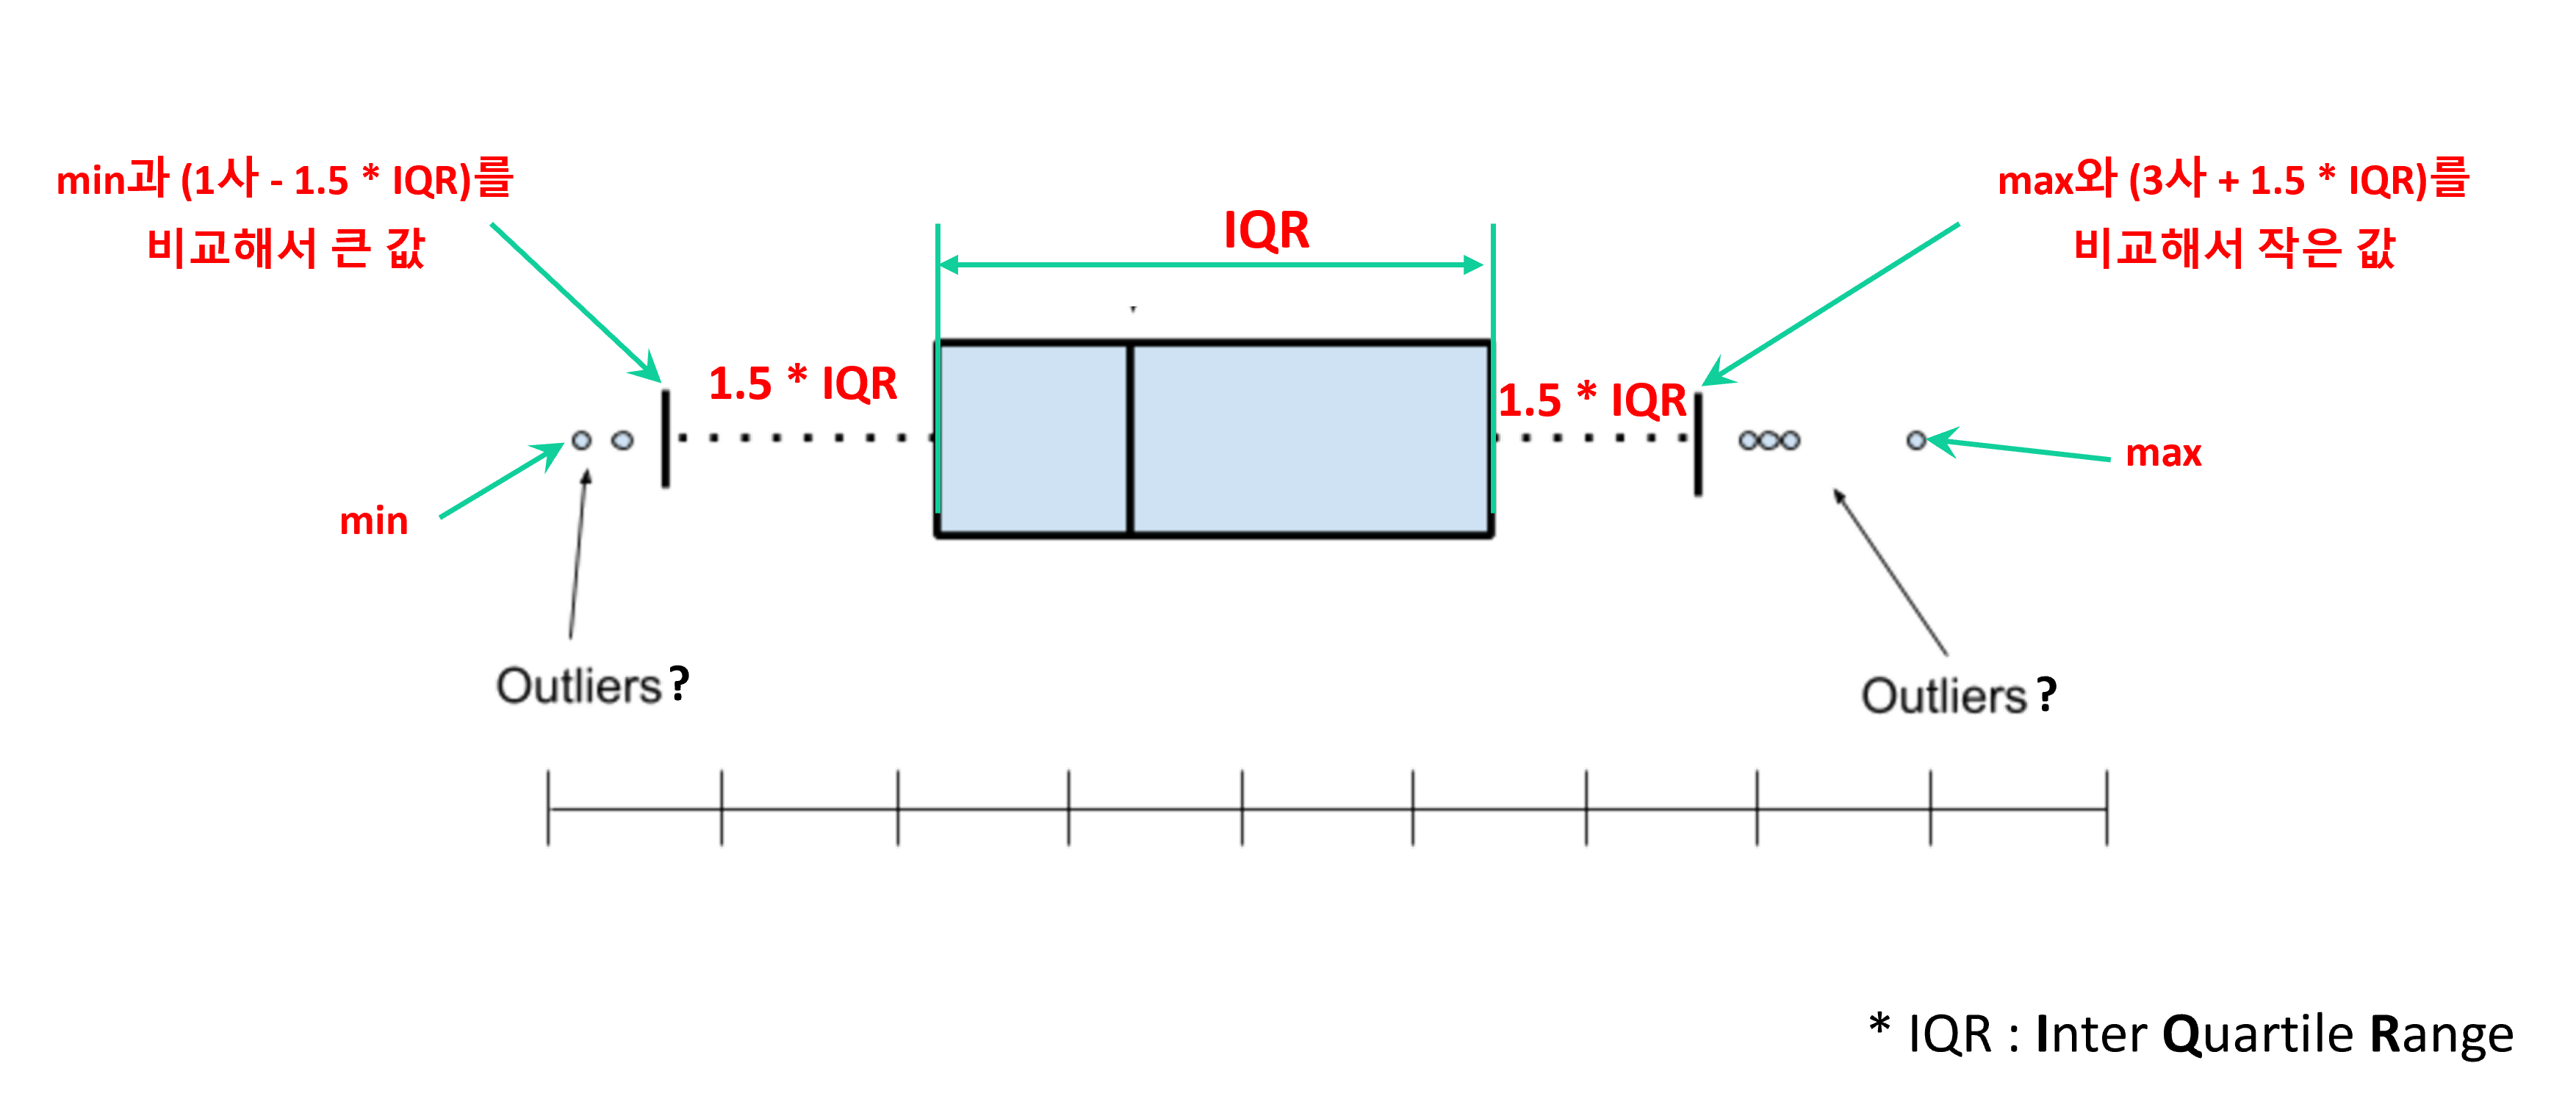 min과 (1사 - 1.5 * IQR)를
비교해서 큰 값
max와 (3사 + 1.5 * IQR)를
비교해서 작은 값
IQR
1.5 * IQR
1.5 * IQR
min
max
Outliers?
Outliers?
* IQR : Inter Quartile Range